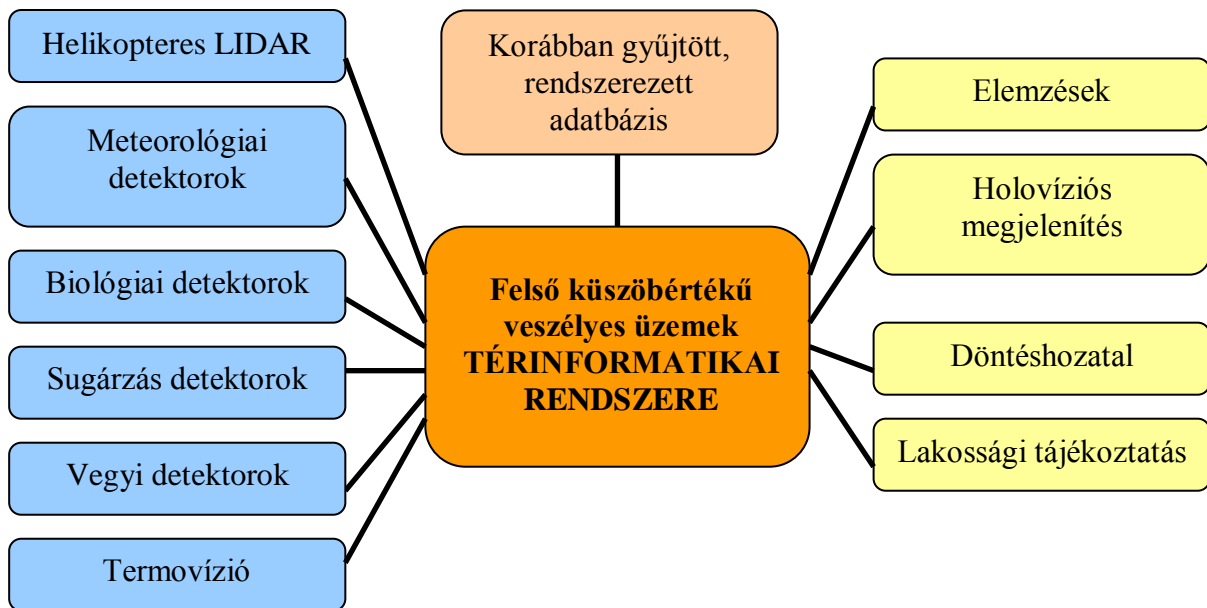 Helikopteres LIDAR
Meteorológiai
detektorok
Biológiai detektorok
Sugárzás detektorok
Vegyi detektorok
Termovízió
Korábban gyűjtött,
rendszerezett
adatbázis
Felső küszöbértékű
veszélyes üzemek
TÉRINFORMATIKAI
RENDSZERE
Elemzések
Holovíziós
megjelenítés
Döntéshozatal
Lakossági tájékoztatás